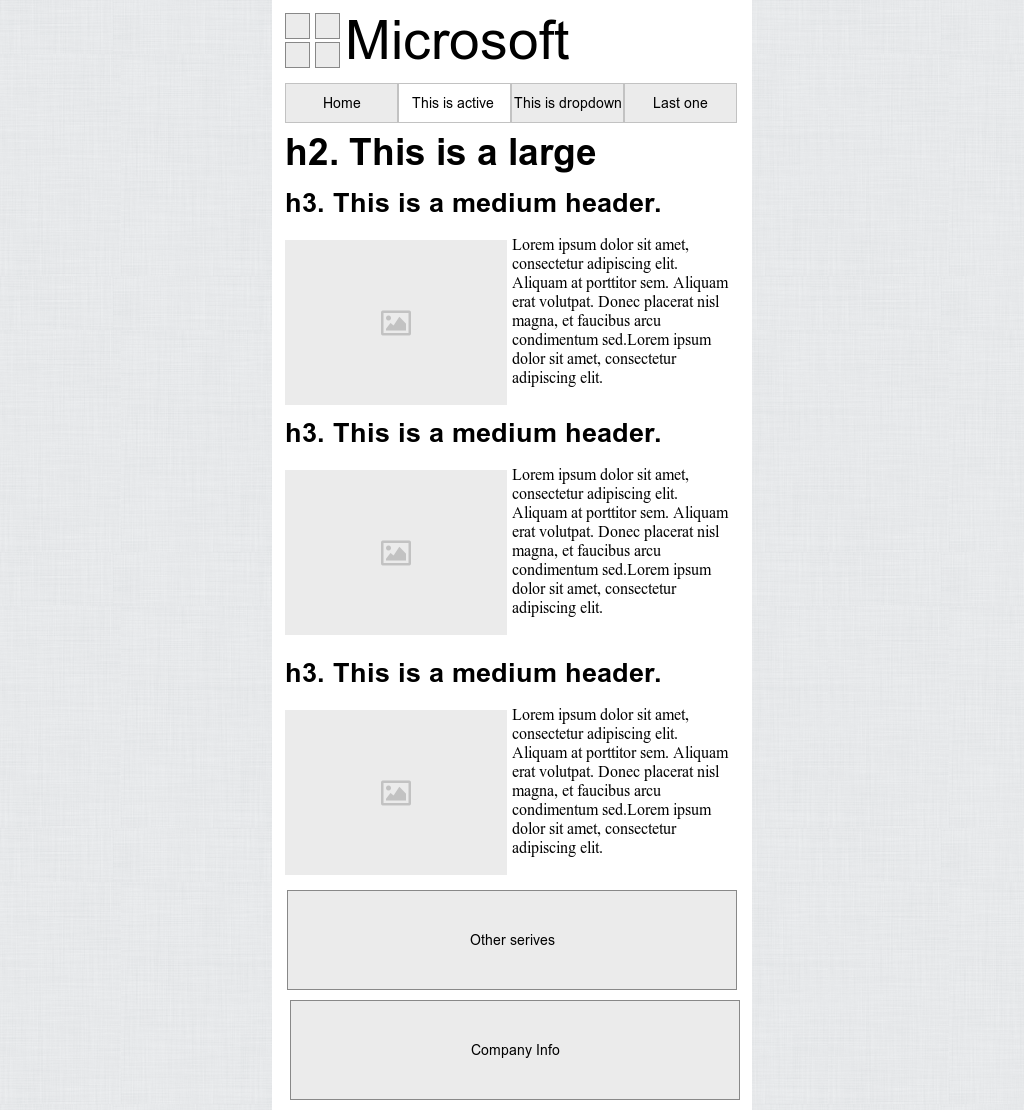 Microsoft
Home
This is active
This is dropdown
Last one
h2. This is a large
h3. This is a medium header.
Lorem ipsum dolor sit amet,
consectetur adipiscing elit.
Aliquam at porttitor sem. Aliquam
erat volutpat. Donec placerat nisl
magna, et faucibus arcu
condimentum sed.Lorem ipsum
dolor sit amet, consectetur
adipiscing elit.
h3. This is a medium header.
Lorem ipsum dolor sit amet,
consectetur adipiscing elit.
Aliquam at porttitor sem. Aliquam
erat volutpat. Donec placerat nisl
magna, et faucibus arcu
condimentum sed.Lorem ipsum
dolor sit amet, consectetur
adipiscing elit.
h3. This is a medium header.
Lorem ipsum dolor sit amet,
consectetur adipiscing elit.
Aliquam at porttitor sem. Aliquam
erat volutpat. Donec placerat nisl
magna, et faucibus arcu
condimentum sed.Lorem ipsum
dolor sit amet, consectetur
adipiscing elit.
Other serives
Company Info